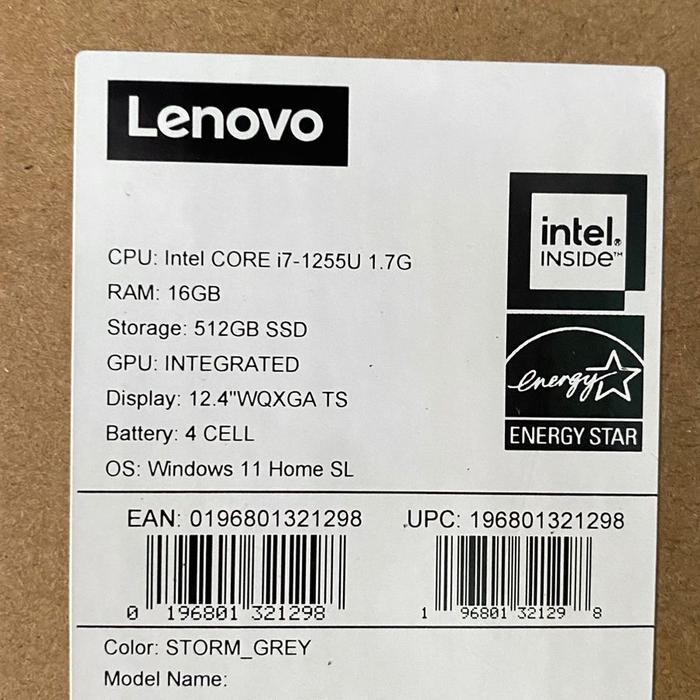 Lenovo
intel®
INSIDE™
CPU: Intel CORE i7-1255U 1.7G
RAM: 16GB
Storage: 512GB SSD
GPU: INTEGRATED
Display: 12.4"WQXGA TS
Battery: 4 CELL
OS: Windows 11 Home SL
energy
ENERGY STAR
EAN: 0196801321298
UPC: 196801321298
0 196801 321298
1 96801 32129 8
Color: STORM_GREY
Model Name: